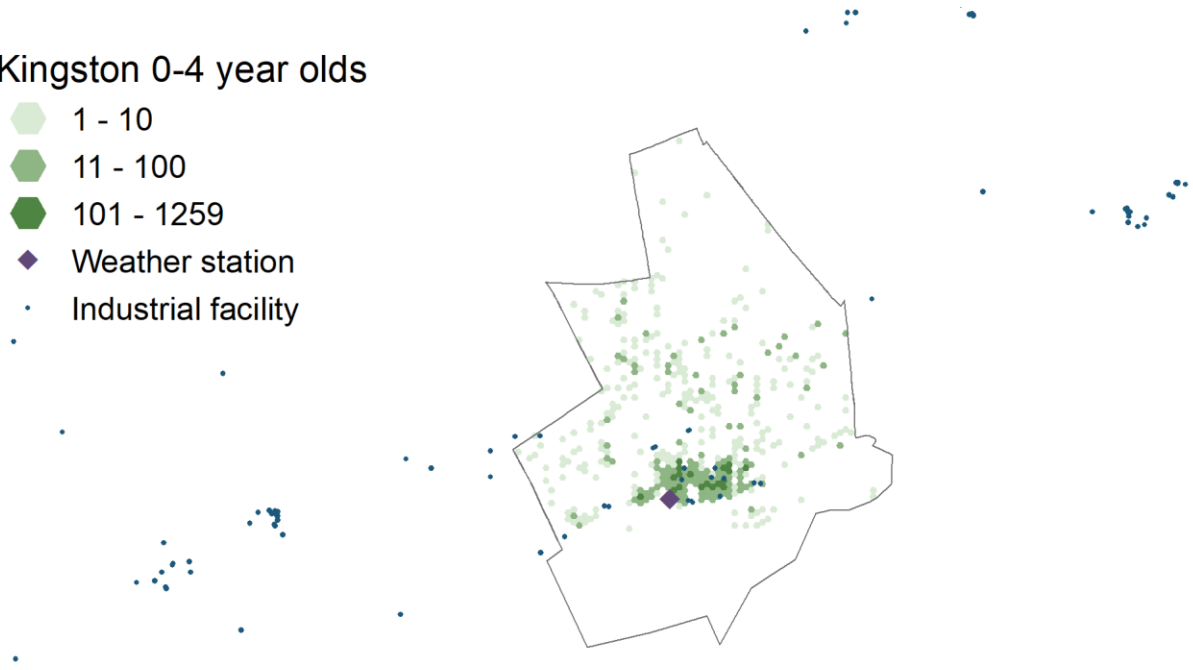 Kingston 0-4 year olds
1 - 10
11 - 100
101 - 1259
Weather station
Industrial facility